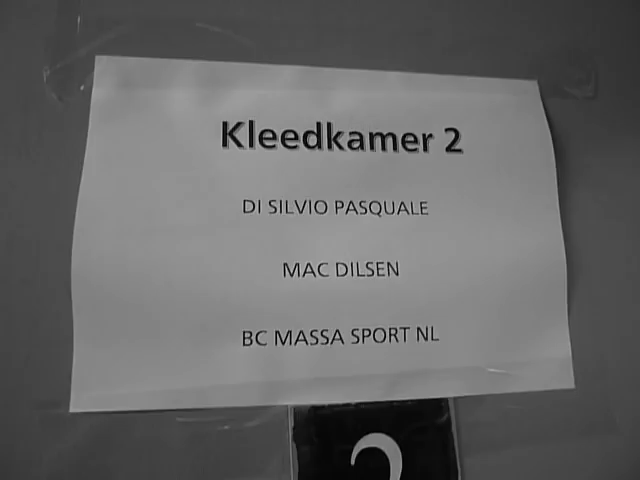 Kleedkamer 2
DI SILVIO PASQUALE
MAC DILSEN
BC MASSA SPORT NL
2